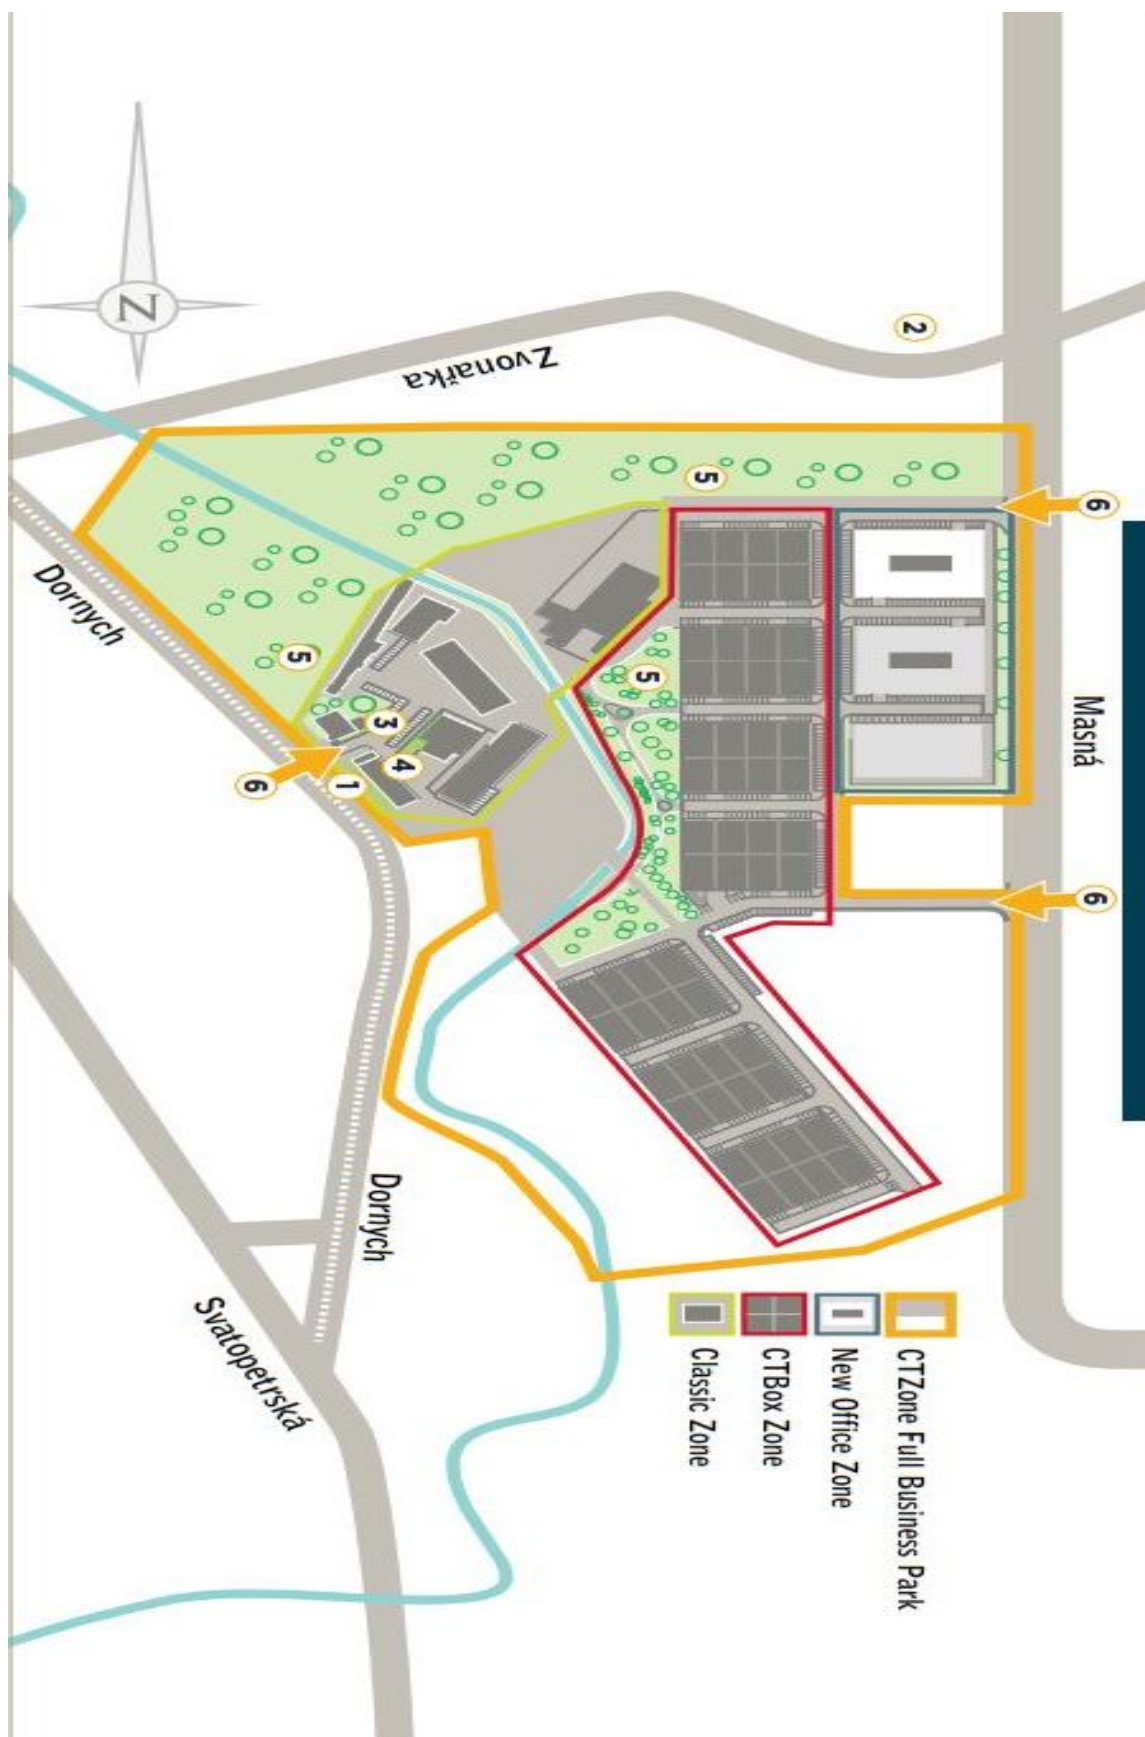 6
6
Masná
2
CTZone Full Business Park
New Office Zone
CTBox Zone
Classic Zone
5
5
Zvonařka
4
3
1
Dornych
5
6
Svatopetrská
N
Dornych